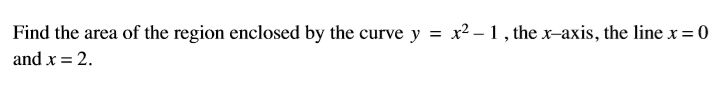 Find the area of the region enclosed by the curve y = x² – 1 , the x–axis, the line x = 0
and x = 2.